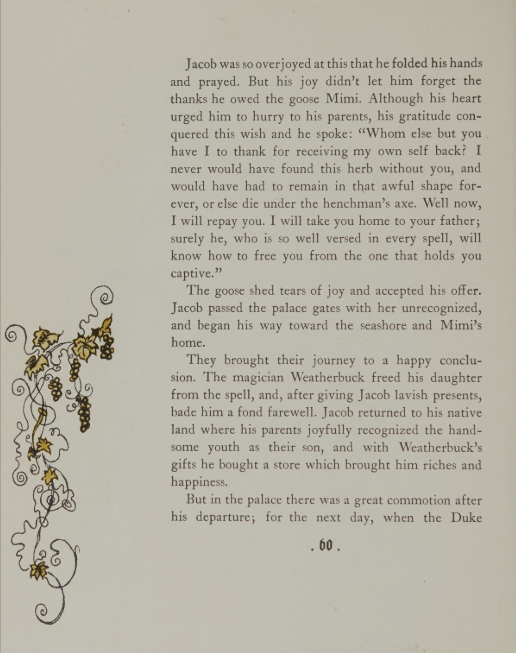 Jacob was so overjoyed at this that he folded his hands
and prayed. But his joy didn't let him forget the
thanks he owed the goose Mimi. Although his heart
urged him to hurry to his parents, his gratitude con-
quered this wish and he spoke: "Whom else but you
have I to thank for receiving my own self back? I
never would have found this herb without you, and
would have had to remain in that awful shape for-
ever, or else die under the henchman's axe. Well now,
I will repay you. I will take you home to your father;
surely he, who is so well versed in every spell, will
know how to free you from the one that holds you
captive."
The goose shed tears of joy and accepted his offer.
Jacob passed the palace gates with her unrecognized,
and began his way toward the seashore and Mimi's
home.
They brought their journey to a happy conclu-
sion. The magician Weatherbuck freed his daughter
from the spell, and, after giving Jacob lavish presents,
bade him a fond farewell. Jacob returned to his native
land where his parents joyfully recognized the hand-
some youth as their son, and with Weatherbuck's
gifts he bought a store which brought him riches and
happiness.
But in the palace there was a great commotion after
his departure; for the next day, when the Duke
. 60 .